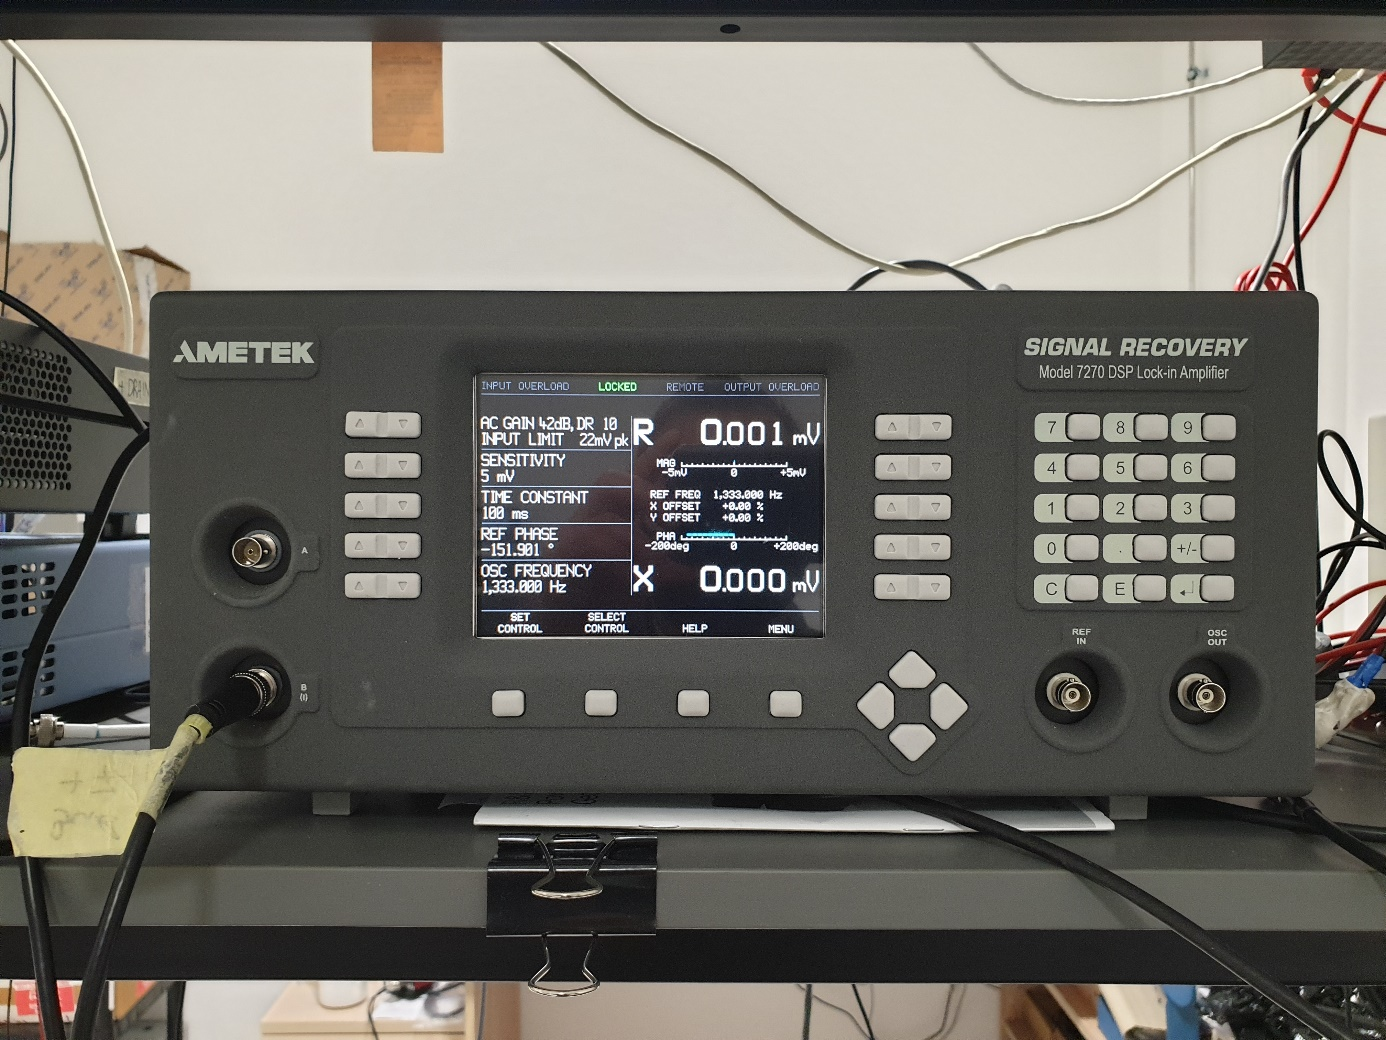 AMETEK
SIGNAL RECOVERY
Model 7270 DSP Lock-in Amplifier
INPUT OVERLOAD LOCKED REMOTE OUTPUT OVERLOAD
AC GAIN 42dB, DR 10
INPUT LIMIT 22mV pk
SENSITIVITY
5 mV
TIME CONSTANT
100 ms
REF PHASE
-151.901 °
OSC FREQUENCY
1,333.000 Hz
R 0.001 mV
MAG
-5mV 0 +5mV
REF FREQ 1,333.000 Hz
X OFFSET +0.00 %
Y OFFSET +0.00 %
PHA
-200deg 0 +200deg
X 0.000 mV
SET CONTROL
SELECT CONTROL
HELP
MENU
7 8 9
4 5 6
1 2 3
0 . +/-
C E
A
B
(I)
REF
IN
OSC
OUT
DRAIN